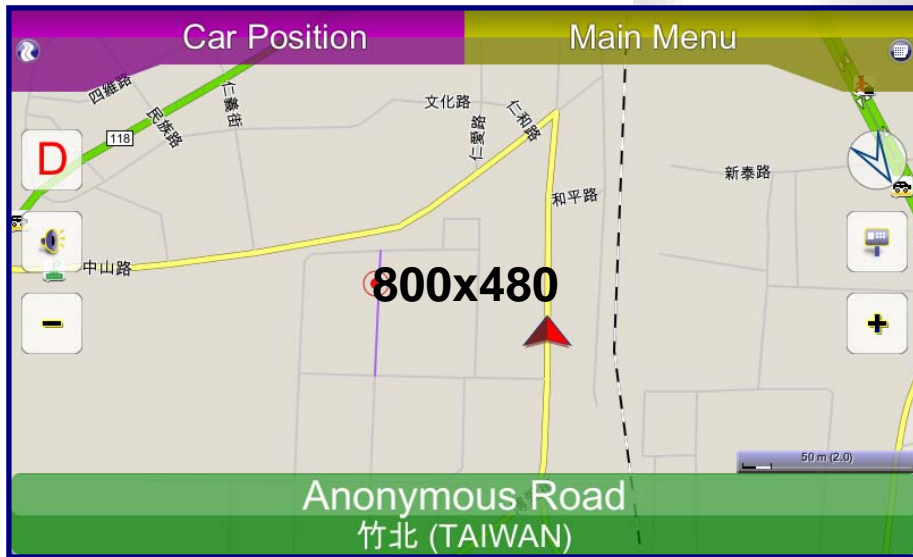 Car Position
Main Menu
四維路
民族路
仁義街
文化路
仁愛路
仁和路
118
D
新泰路
和平路
中山路
800x480
50 m (2.0)
Anonymous Road
竹北 (TAIWAN)